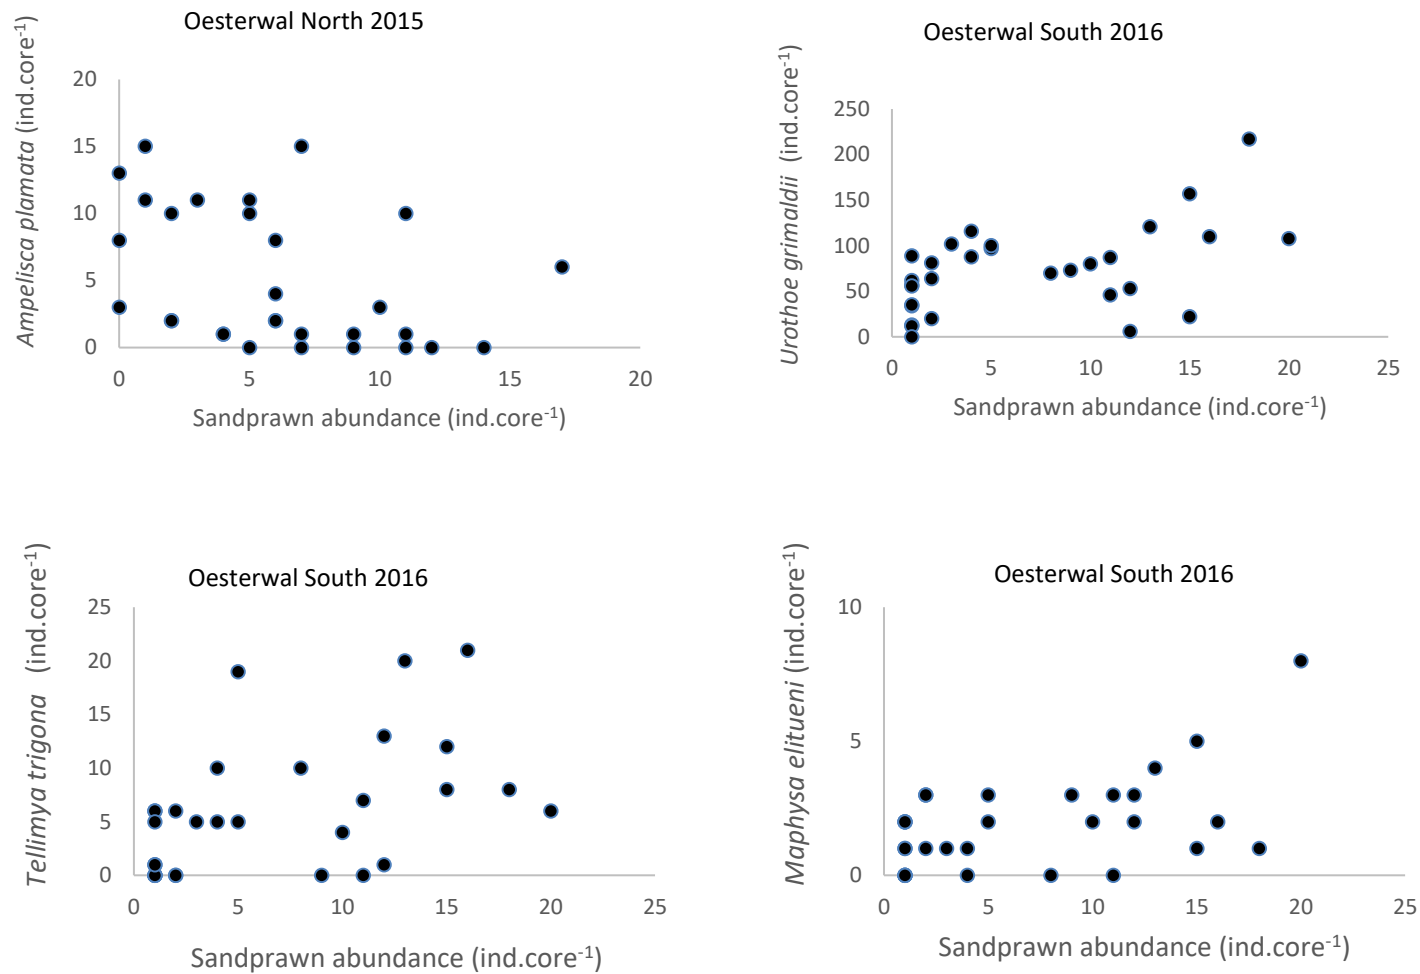 Oesterwal North 2015
Ampelisca plamata (ind.core-1)
20
15
10
5
0
0 5 10 15 20
Sandprawn abundance (ind.core-1)
Oesterwal South 2016
Urothoe grimaldii (ind.core-1)
250
200
150
100
50
0
0 5 10 15 20 25
Sandprawn abundance (ind.core-1)
Oesterwal South 2016
Tellimya trigona (ind.core-1)
25
20
15
10
5
0
0 5 10 15 20 25
Sandprawn abundance (ind.core-1)
Oesterwal South 2016
Maphysa elitueni (ind.core-1)
10
5
0
0 5 10 15 20 25
Sandprawn abundance (ind.core-1)